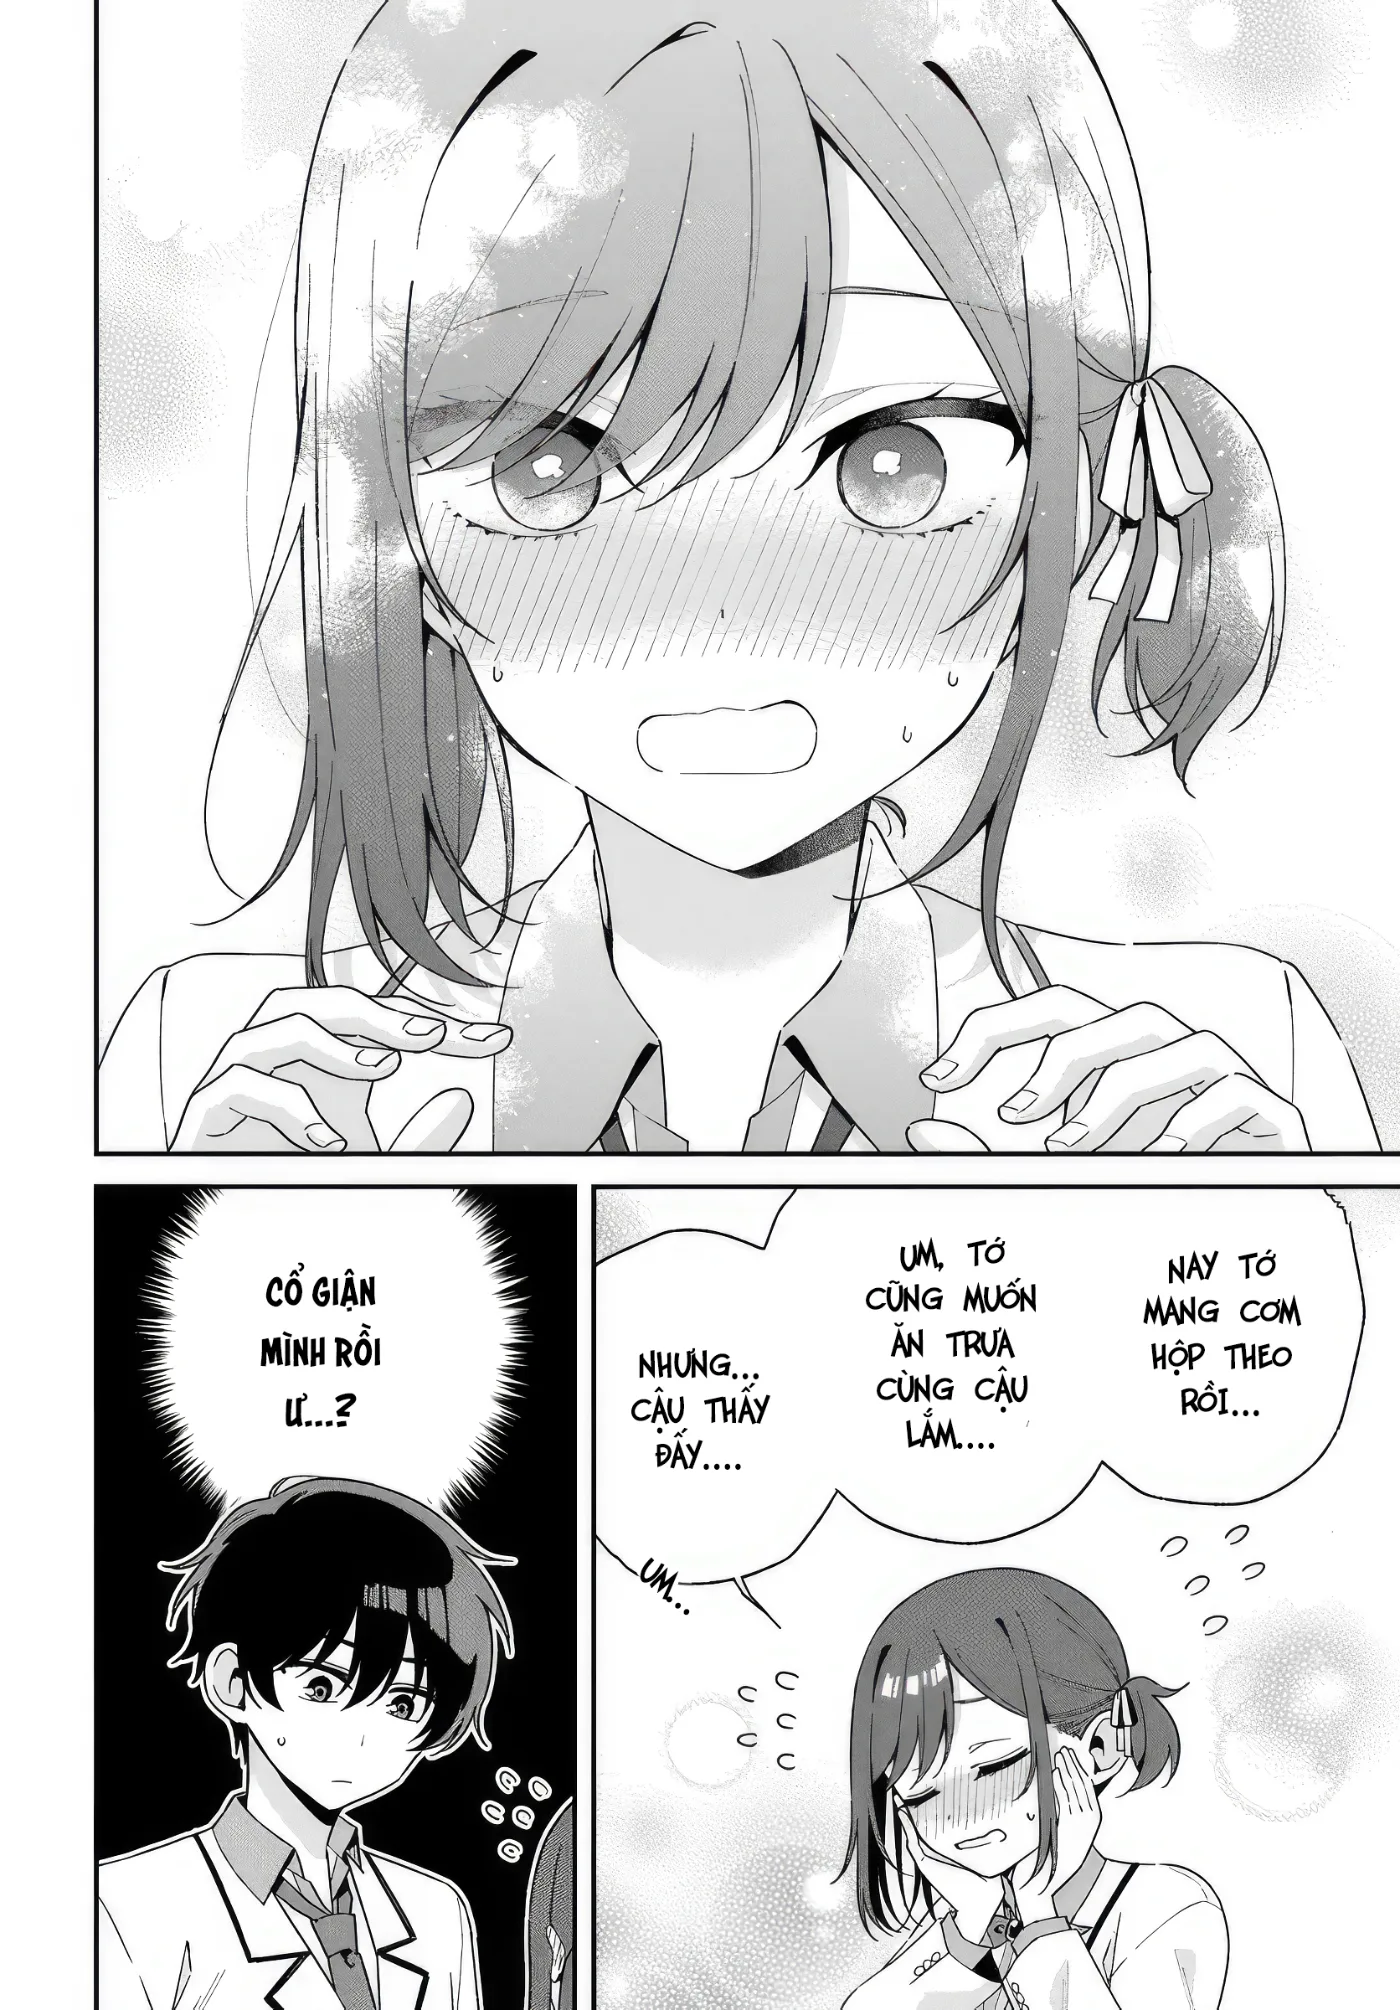 NAY TỚ
MANG CƠM
HỘP THEO
RỒI...
UM, TỚ
CŨNG MUỐN
ĂN TRƯA
CÙNG CẬU
LẮM....
NHƯNG...
CẬU THẤY
ĐẤY....
UM...
CỔ GIẬN
MÌNH RỒI
Ư...?